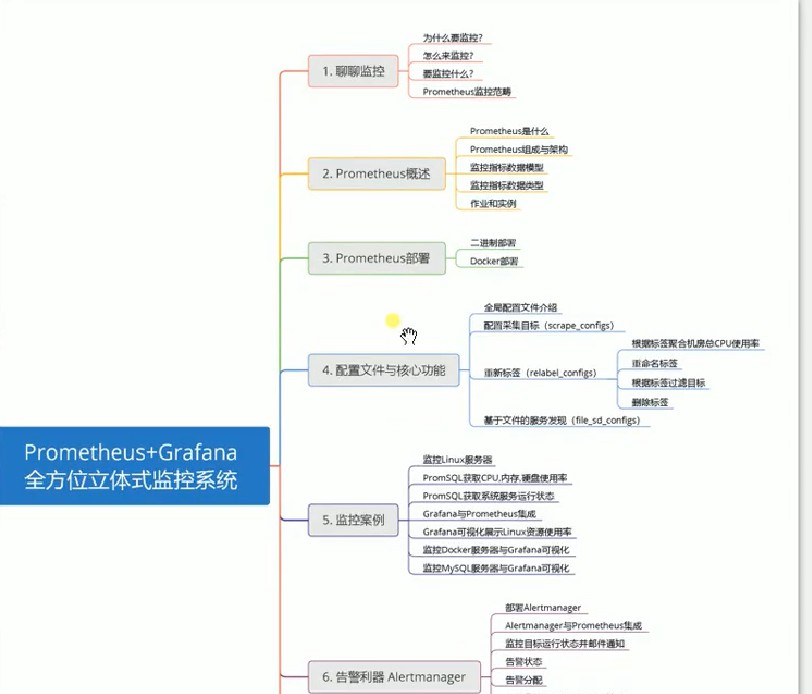 Prometheus+Grafana
全方位立体式监控系统
1. 聊聊监控
为什么要监控?
怎么来监控?
要监控什么?
Prometheus监控范畴
2. Prometheus概述
Prometheus是什么
Prometheus组成与架构
监控指标数据模型
监控指标数据类型
作业和实例
3. Prometheus部署
二进制部署
Docker部署
4. 配置文件与核心功能
全局配置文件介绍
配置采集目标（scrape_configs）
重新标签（relabel_configs）
根据标签聚合机房总CPU使用率
重命名标签
根据标签过滤目标
删除标签
基于文件的服务发现（file_sd_configs）
5. 监控案例
监控Linux服务器
PromSQL获取CPU,内存,硬盘使用率
PromSQL获取系统服务运行状态
Grafana与Prometheus集成
Grafana可视化展示Linux资源使用率
监控Docker服务器与Grafana可视化
监控MySQL服务器与Grafana可视化
6. 告警利器 Alertmanager
部署Alertmanager
Alertmanager与Prometheus集成
监控目标运行状态并邮件通知
告警状态
告警分配